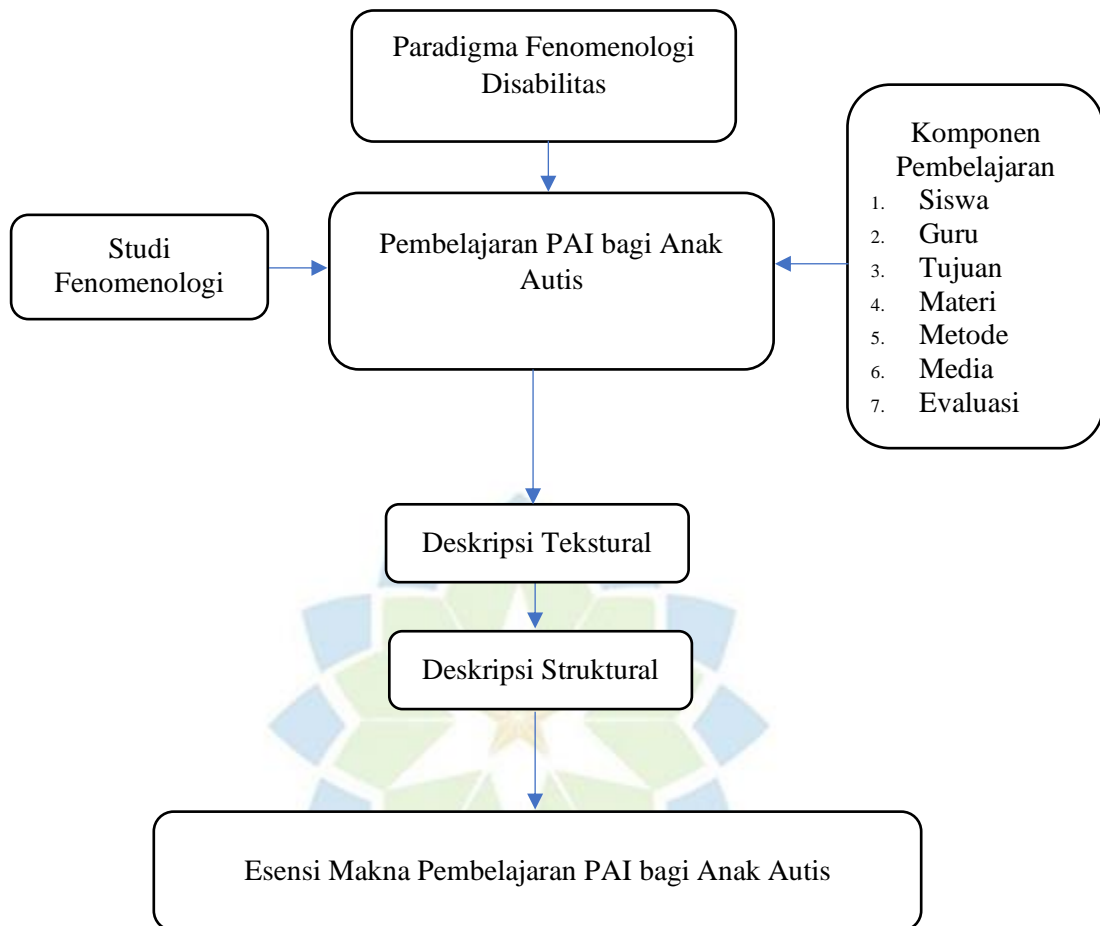 Paradigma Fenomenologi
Disabilitas
Komponen
Pembelajaran
1. Siswa
2. Guru
3. Tujuan
4. Materi
5. Metode
6. Media
7. Evaluasi
Studi
Fenomenologi
Pembelajaran PAI bagi Anak
Autis
Deskripsi Tekstural
Deskripsi Struktural
Esensi Makna Pembelajaran PAI bagi Anak Autis